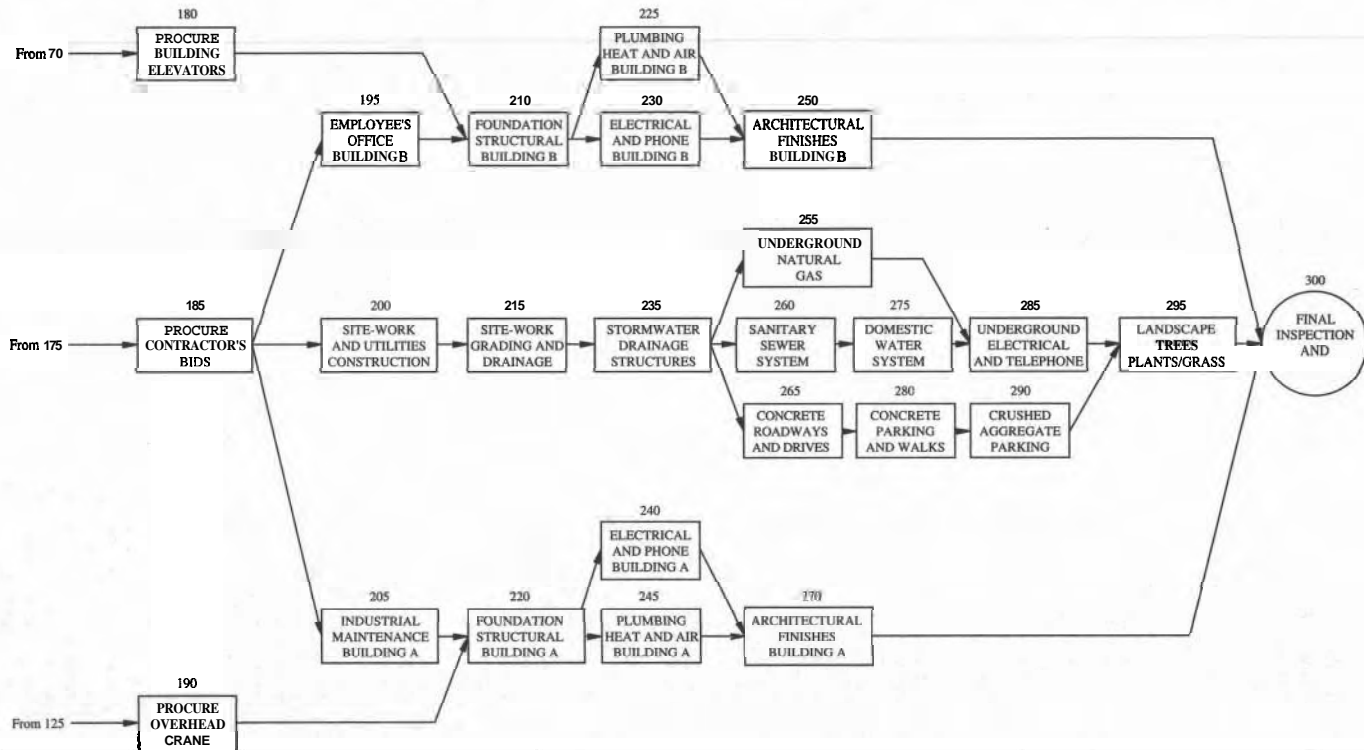 180
From 70
PROCURE
BUILDING
ELEVATORS
225
PLUMBING
HEAT AND AIR
BUILDING B
195
EMPLOYEE'S
OFFICE
BUILDING B
210
FOUNDATION
STRUCTURAL
BUILDING B
230
ELECTRICAL
AND PHONE
BUILDING B
250
ARCHITECTURAL
FINISHES
BUILDING B
255
UNDERGROUND
NATURAL
GAS
From 175
185
PROCURE
CONTRACTOR'S
BIDS
200
SITE-WORK
AND UTILITIES
CONSTRUCTION
215
SITE-WORK
GRADING AND
DRAINAGE
235
STORMWATER
DRAINAGE
STRUCTURES
260
SANITARY
SEWER
SYSTEM
275
DOMESTIC
WATER
SYSTEM
285
UNDERGROUND
ELECTRICAL
AND TELEPHONE
295
LANDSCAPE
TREES
PLANTS/GRASS
300
FINAL
INSPECTION
AND
265
CONCRETE
ROADWAYS
AND DRIVES
280
CONCRETE
PARKING
AND WALKS
290
CRUSHED
AGGREGATE
PARKING
240
ELECTRICAL
AND PHONE
BUILDING A
205
INDUSTRIAL
MAINTENANCE
BUILDING A
220
FOUNDATION
STRUCTURAL
BUILDING A
245
PLUMBING
HEAT AND AIR
BUILDING A
270
ARCHITECTURAL
FINISHES
BUILDING A
From 125
190
PROCURE
OVERHEAD
CRANE